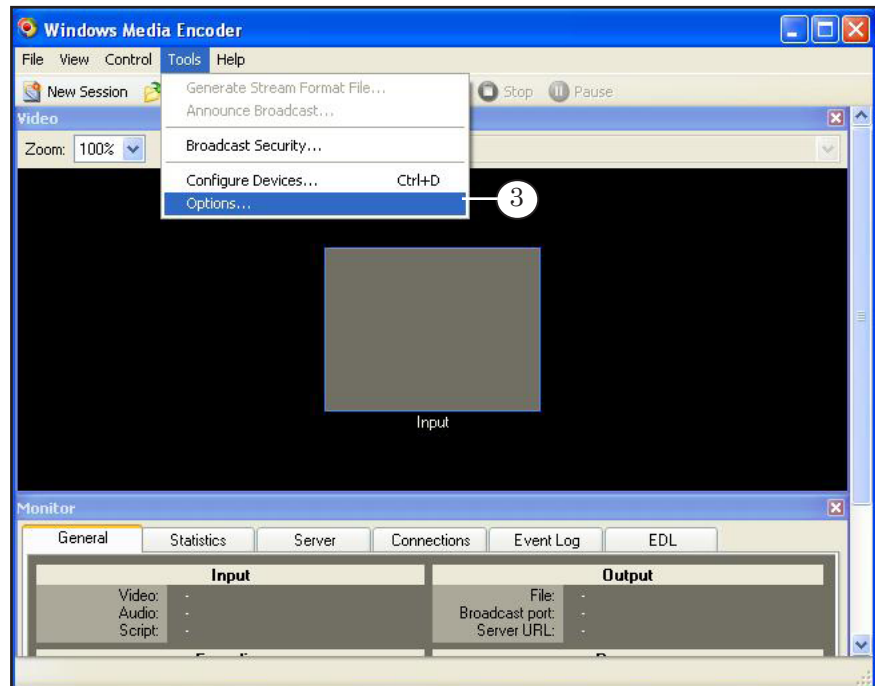 Windows Media Encoder
File View Control Tools Help
New Session Stop Pause
Generate Stream Format File...
Announce Broadcast...
Broadcast Security...
Configure Devices... Ctrl+D
Options...
3
Video
Zoom: 100%
Input
Monitor
General Statistics Server Connections Event Log EDL
Input Output
Video: - File: -
Audio: - Broadcast port: -
Script: - Server URL: -